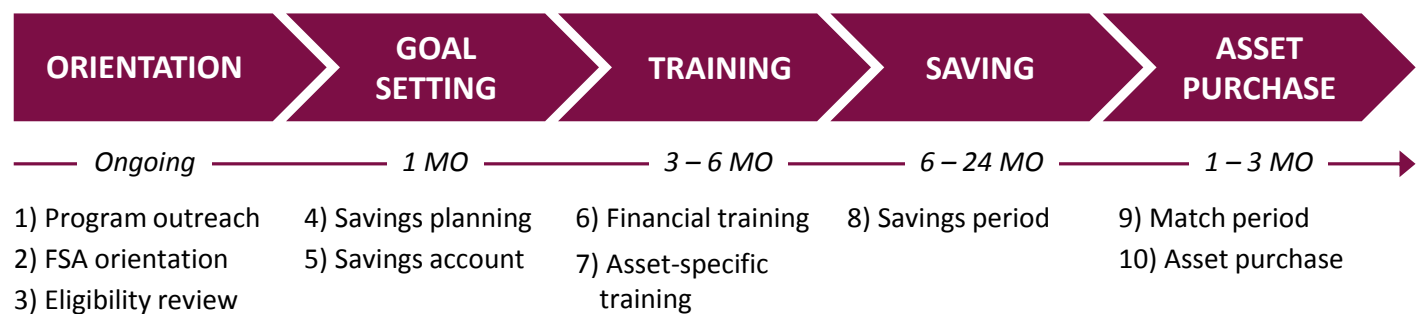 ORIENTATION
GOAL
SETTING
TRAINING
SAVING
ASSET
PURCHASE
Ongoing
1 MO
3 – 6 MO
6 – 24 MO
1 – 3 MO
1) Program outreach
2) FSA orientation
3) Eligibility review
4) Savings planning
5) Savings account
6) Financial training
7) Asset-specific
training
8) Savings period
9) Match period
10) Asset purchase